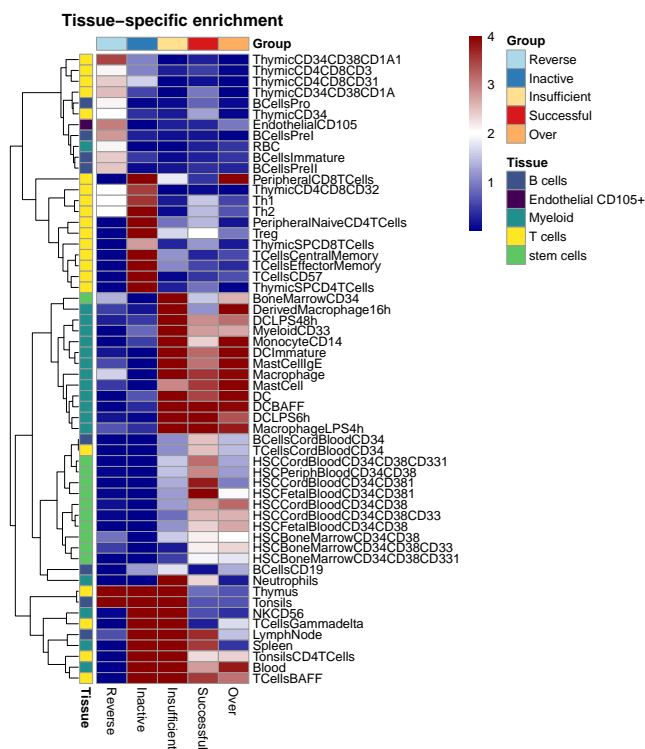 Tissue−specific enrichment
Group
ThymicCD34CD38CD1A1
ThymicCD4CD8CD3
ThymicCD4CD8CD31
ThymicCD34CD38CD1A
BCellsPro
ThymicCD34
EndothelialCD105
BCellsPreI
RBC
BCellsImmature
BCellsPreII
PeripheralCD8TCells
ThymicCD4CD8CD32
Th1
Th2
PeripheralNaiveCD4TCells
Treg
ThymicSPCD8TCells
TCellsCentralMemory
TCellsEffectorMemory
TCellsCD57
ThymicSPCD4TCells
BoneMarrowCD34
DerivedMacrophage16h
DCLPS48h
MyeloidCD33
MonocyteCD14
DCImmature
MastCellIgE
Macrophage
MastCell
DC
DCBAFF
DCLPS6h
MacrophageLPS4h
BCellsCordBloodCD34
TCellsCordBloodCD34
HSCCordBloodCD34CD38CD331
HSCPeriphBloodCD34CD38
HSCCordBloodCD34CD381
HSCFetalBloodCD34CD381
HSCCordBloodCD34CD38
HSCCordBloodCD34CD38CD33
HSCFetalBloodCD34CD38
HSCBoneMarrowCD34CD38
HSCBoneMarrowCD34CD38CD33
HSCBoneMarrowCD34CD38CD331
BCellsCD19
Neutrophils
Thymus
Tonsils
NKCD56
TCellsGammadelta
LymphNode
Spleen
TonsilsCD4TCells
Blood
TCellsBAFF
Tissue
Reverse
Inactive
Insufficient
Successful
Over
4
3
2
1
Group
Reverse
Inactive
Insufficient
Successful
Over
Tissue
B cells
Endothelial CD105+
Myeloid
T cells
stem cells